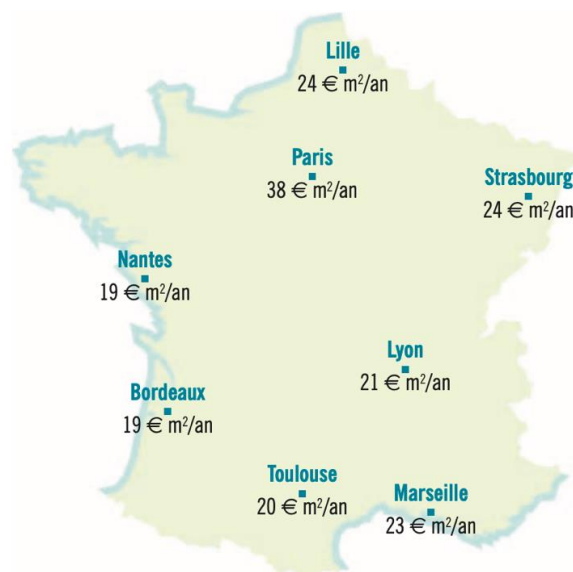 Lille
24 € m²/an
Paris
38 € m²/an
Strasbourg
24 € m²/an
Nantes
19 € m²/an
Lyon
21 € m²/an
Bordeaux
19 € m²/an
Toulouse
20 € m²/an
Marseille
23 € m²/an